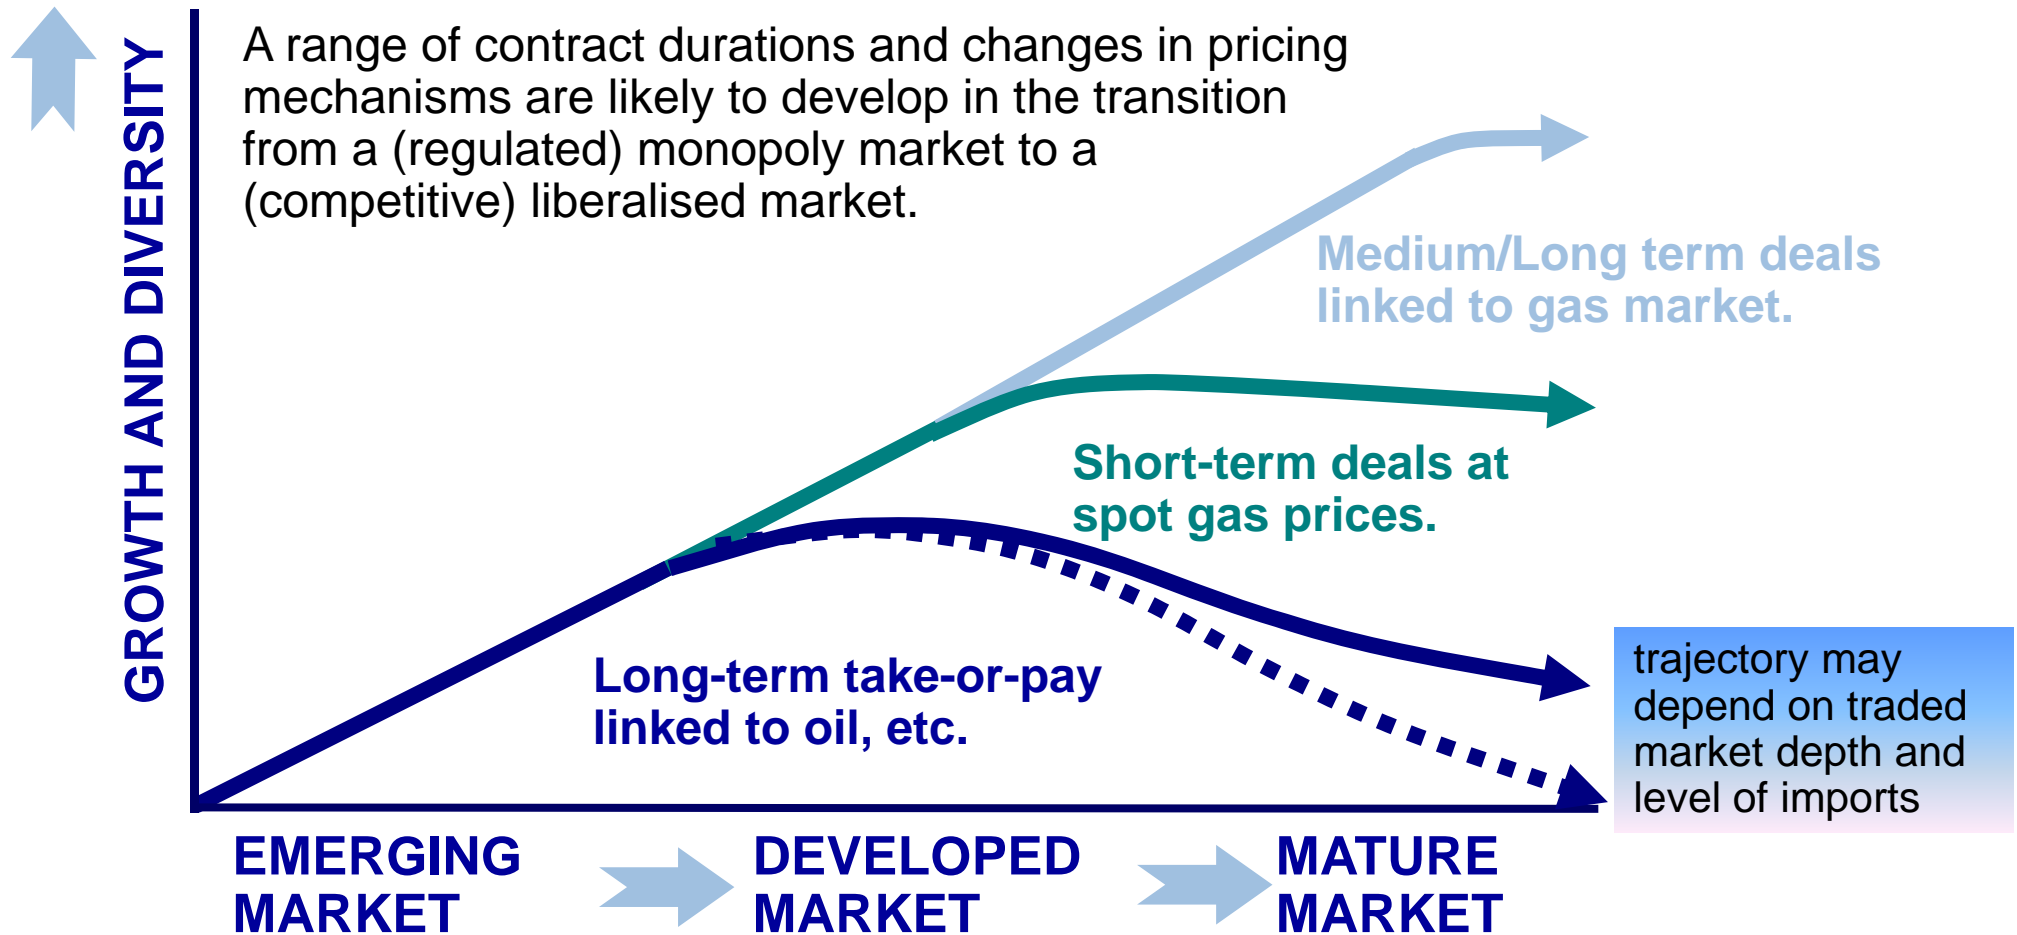 A range of contract durations and changes in pricing
mechanisms are likely to develop in the transition
from a (regulated) monopoly market to a
(competitive) liberalised market.
GROWTH AND DIVERSITY
Medium/Long term deals
linked to gas market.
Short-term deals at
spot gas prices.
Long-term take-or-pay
linked to oil, etc.
trajectory may
depend on traded
market depth and
level of imports
EMERGING
MARKET
DEVELOPED
MARKET
MATURE
MARKET